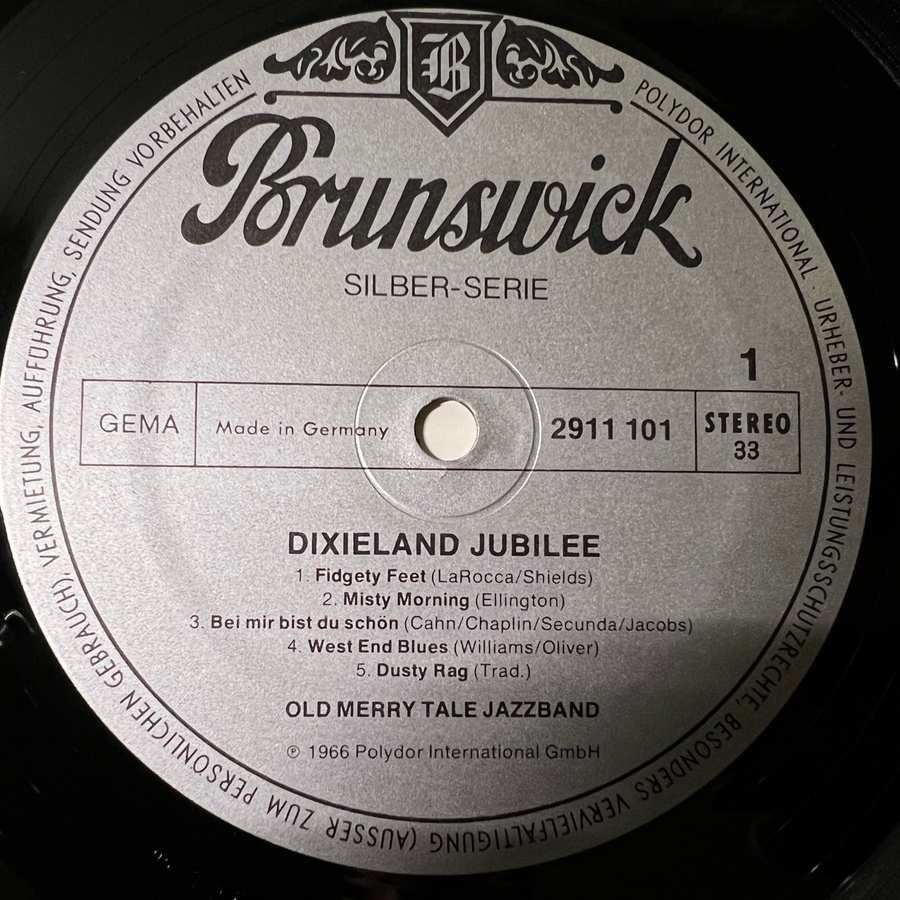 B
Brunswick
SILBER-SERIE
1
GEMA
Made in Germany
2911 101
STEREO
33
DIXIELAND JUBILEE
1. Fidgety Feet (LaRocca/Shields)
2. Misty Morning (Ellington)
3. Bei mir bist du schön (Cahn/Chaplin/Secunda/Jacobs)
4. West End Blues (Williams/Oliver)
5. Dusty Rag (Trad.)
OLD MERRY TALE JAZZBAND
℗ 1966 Polydor International GmbH
POLYDOR INTERNATIONAL · URHEBER- UND LEISTUNGSSCHUTZRECHTE, BESONDERS VERVIELFÄLTIGUNG (AUSSER ZUM PERSÖNLICHEN GEBRAUCH), VERMIETUNG, AUFFÜHRUNG, SENDUNG VORBEHALTEN